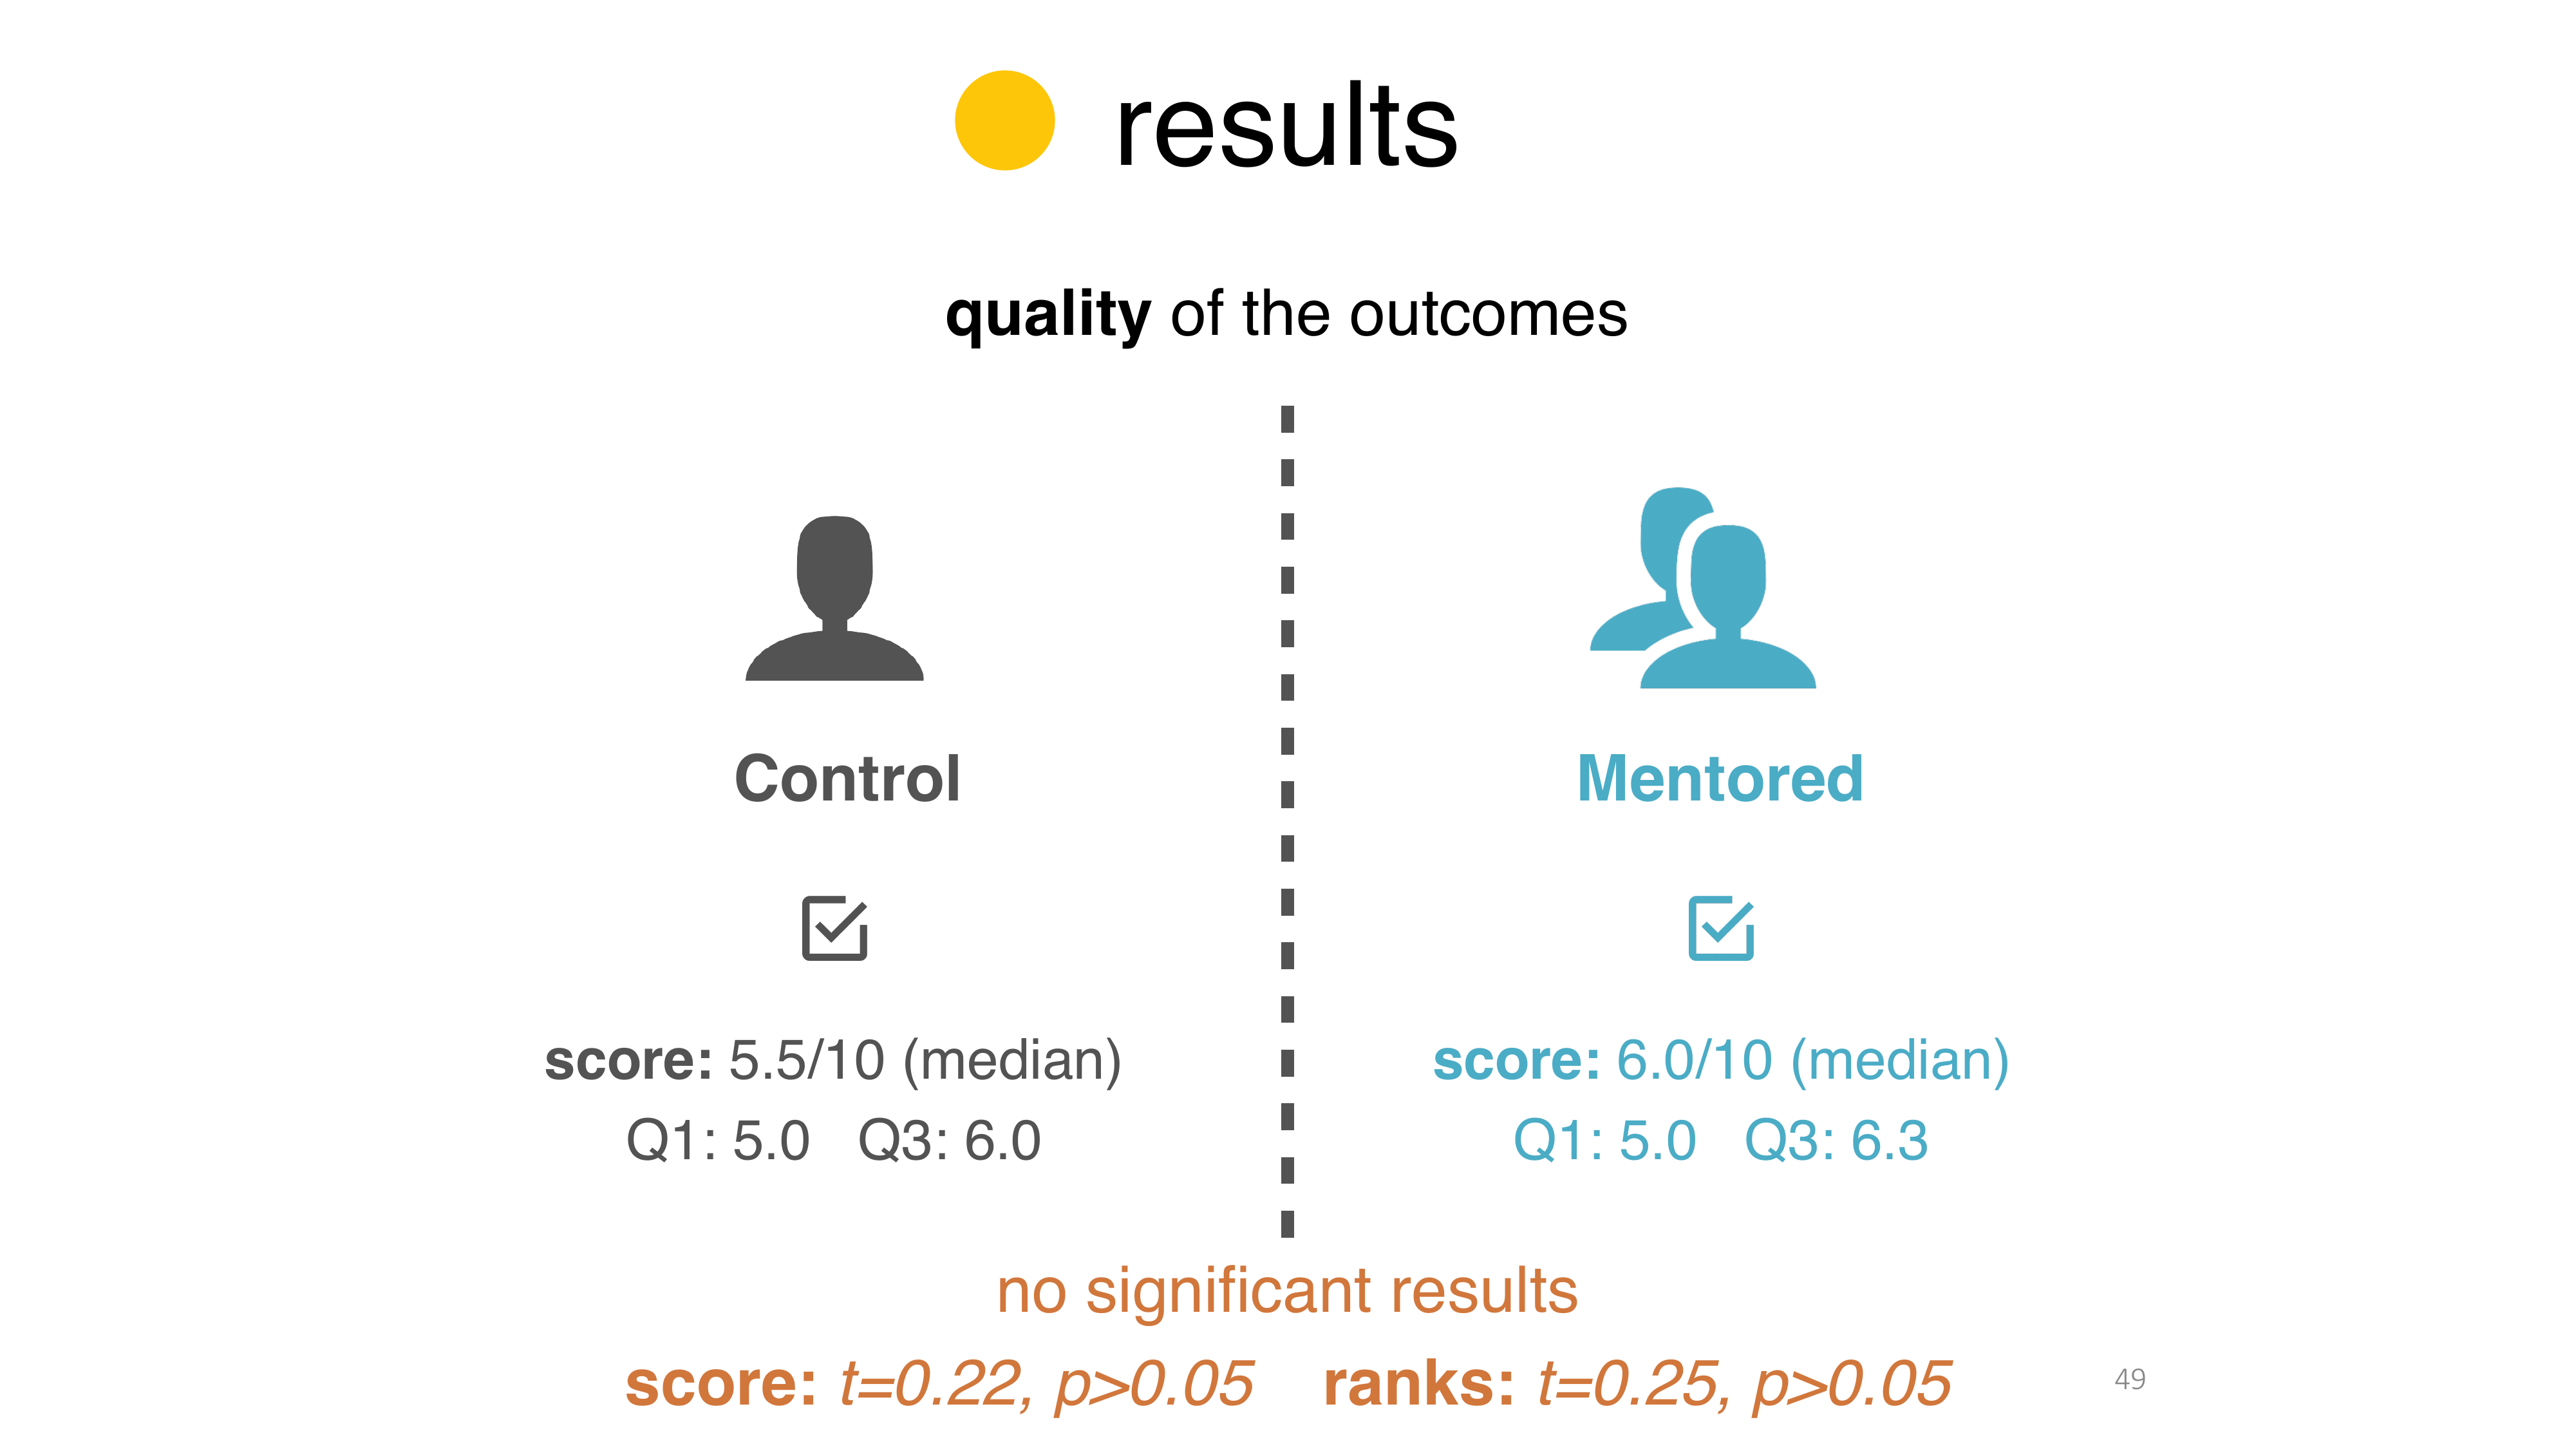 results
quality of the outcomes
Control
score: 5.5/10 (median)
Q1: 5.0 Q3: 6.0
Mentored
score: 6.0/10 (median)
Q1: 5.0 Q3: 6.3
no significant results
score: t=0.22, p>0.05 ranks: t=0.25, p>0.05
49